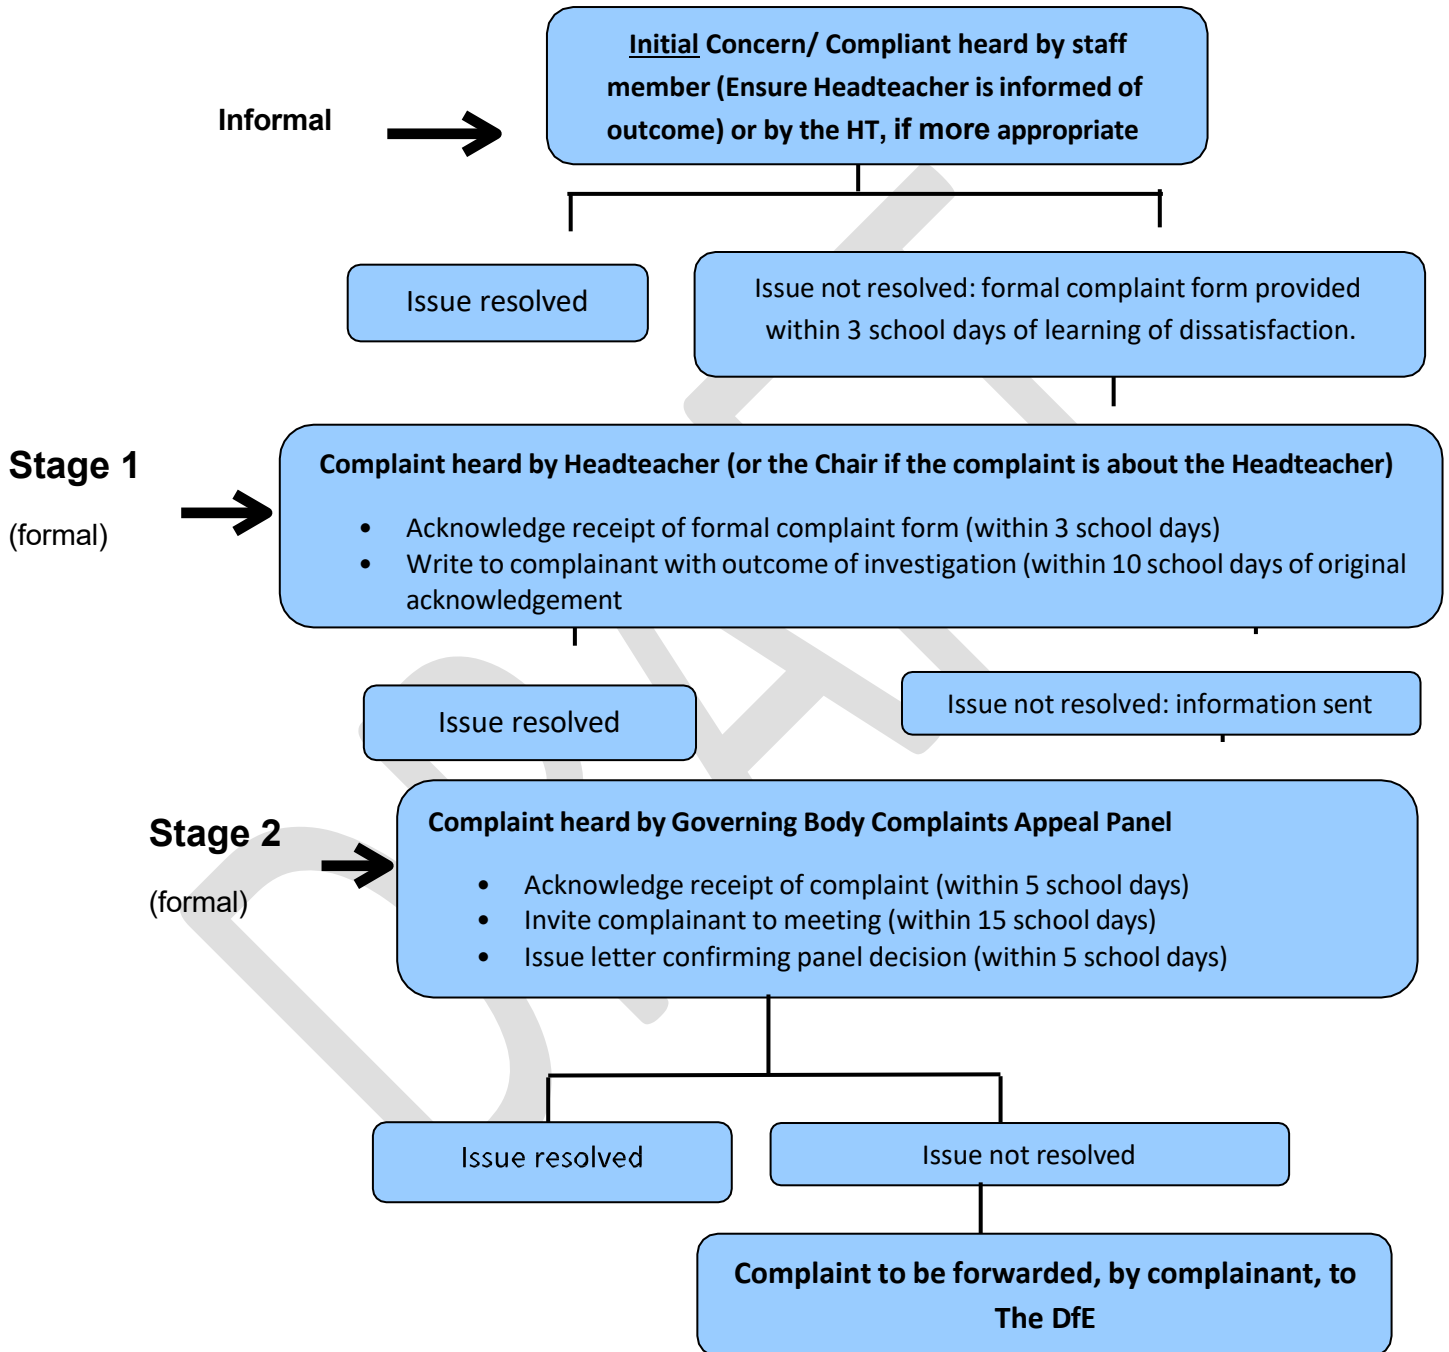 Initial Concern/ Compliant heard by staff
member (Ensure Headteacher is informed of
outcome) or by the HT, if more appropriate
Informal
Issue resolved
Issue not resolved: formal complaint form provided
within 3 school days of learning of dissatisfaction.
Stage 1
(formal)
Complaint heard by Headteacher (or the Chair if the complaint is about the Headteacher)
• Acknowledge receipt of formal complaint form (within 3 school days)
• Write to complainant with outcome of investigation (within 10 school days of original
acknowledgement
Issue resolved
Issue not resolved: information sent
Stage 2
(formal)
Complaint heard by Governing Body Complaints Appeal Panel
• Acknowledge receipt of complaint (within 5 school days)
• Invite complainant to meeting (within 15 school days)
• Issue letter confirming panel decision (within 5 school days)
Issue resolved
Issue not resolved
Complaint to be forwarded, by complainant, to
The DfE
DRAFT